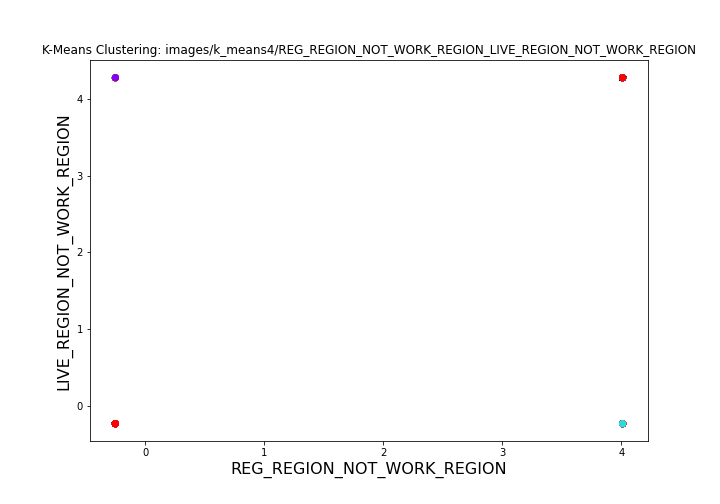 K-Means Clustering: images/k_means4/REG_REGION_NOT_WORK_REGION_LIVE_REGION_NOT_WORK_REGION
LIVE_REGION_NOT_WORK_REGION
4
3
2
1
0
0 1 2 3 4
REG_REGION_NOT_WORK_REGION